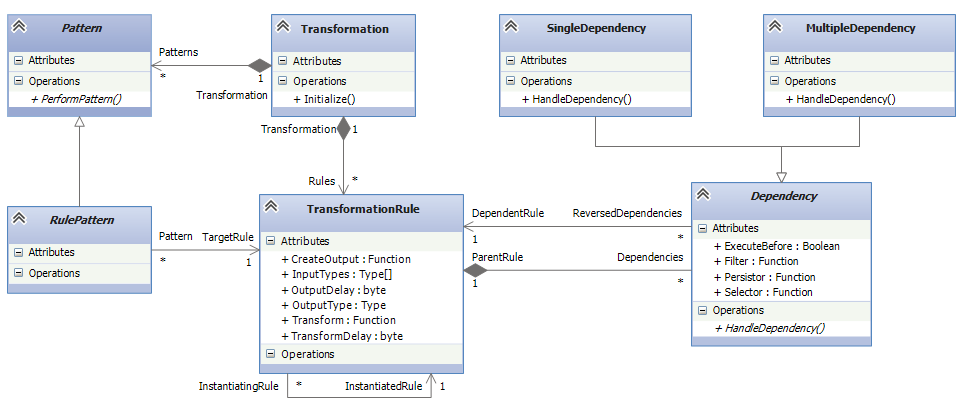 Pattern
Attributes
Operations
+ PerformPattern()
Patterns
*
1
Transformation
Transformation
Attributes
Operations
+ Initialize()
SingleDependency
Attributes
Operations
+ HandleDependency()
MultipleDependency
Attributes
Operations
+ HandleDependency()
Transformation
1
Rules
*
RulePattern
Attributes
Operations
Pattern
TargetRule
*
1
TransformationRule
Attributes
+ CreateOutput : Function
+ InputTypes : Type[]
+ OutputDelay : byte
+ OutputType : Type
+ Transform : Function
+ TransformDelay : byte
Operations
DependentRule
ReversedDependencies
1
*
ParentRule
Dependencies
1
*
Dependency
Attributes
+ ExecuteBefore : Boolean
+ Filter : Function
+ Persistor : Function
+ Selector : Function
Operations
+ HandleDependency()
InstantiatingRule
*
InstantiatedRule
1